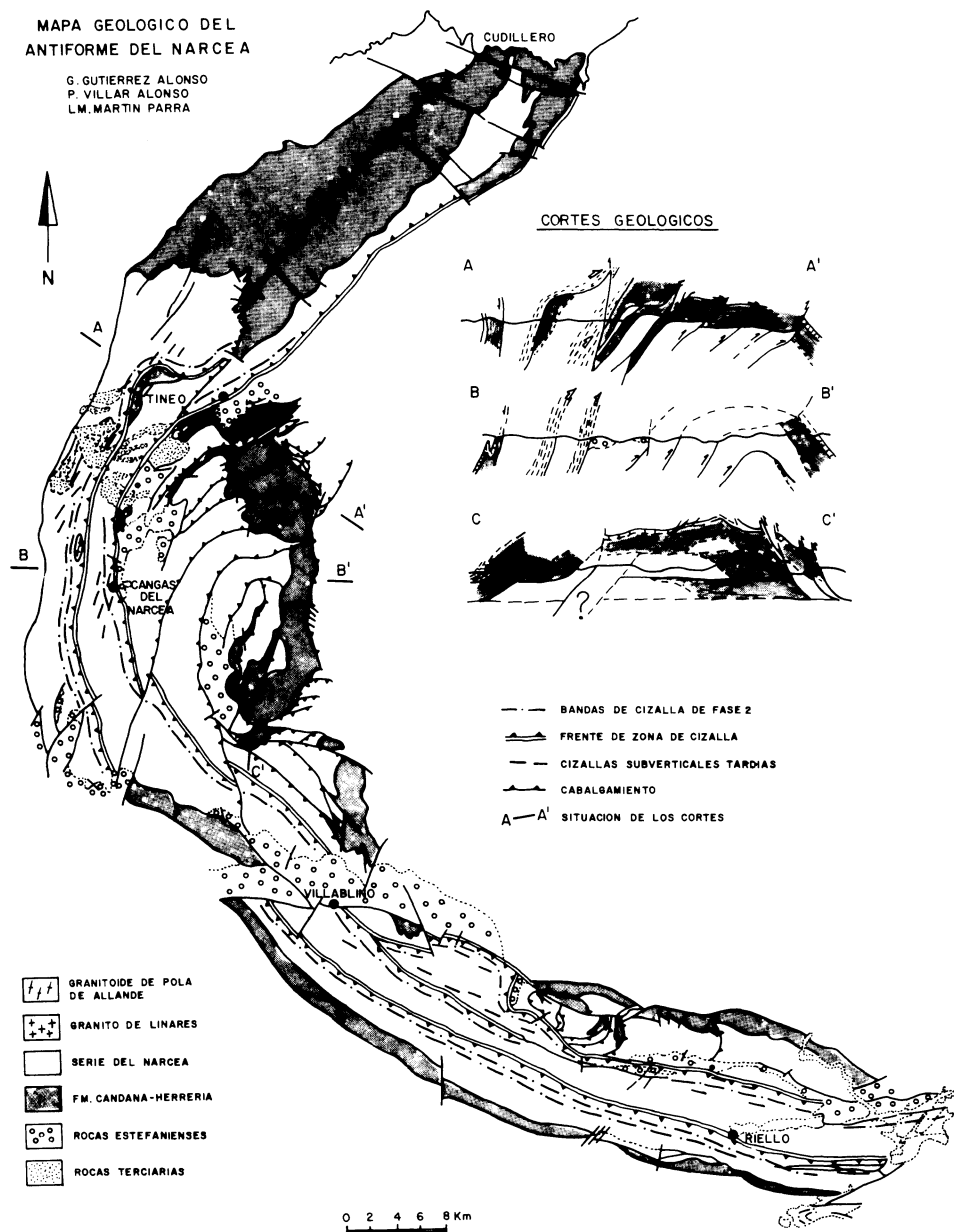 MAPA GEOLOGICO DEL
ANTIFORME DEL NARCEA
G. GUTIERREZ ALONSO
P. VILLAR ALONSO
LM. MARTIN PARRA
CUDILLERO
N
CORTES GEOLOGICOS
A A'
B B'
C C'
?
A
TINEO
A'
B
B'
CANGAS
DEL
NARCEA
C'
VILLABLINO
RIELLO
BANDAS DE CIZALLA DE FASE 2
FRENTE DE ZONA DE CIZALLA
CIZALLAS SUBVERTICALES TARDIAS
CABALGAMIENTO
A A' SITUACION DE LOS CORTES
GRANITOIDE DE POLA
DE ALLANDE
GRANITO DE LINARES
SERIE DEL NARCEA
FM. CANDANA-HERRERIA
ROCAS ESTEFANIENSES
ROCAS TERCIARIAS
0 2 4 6 8 Km